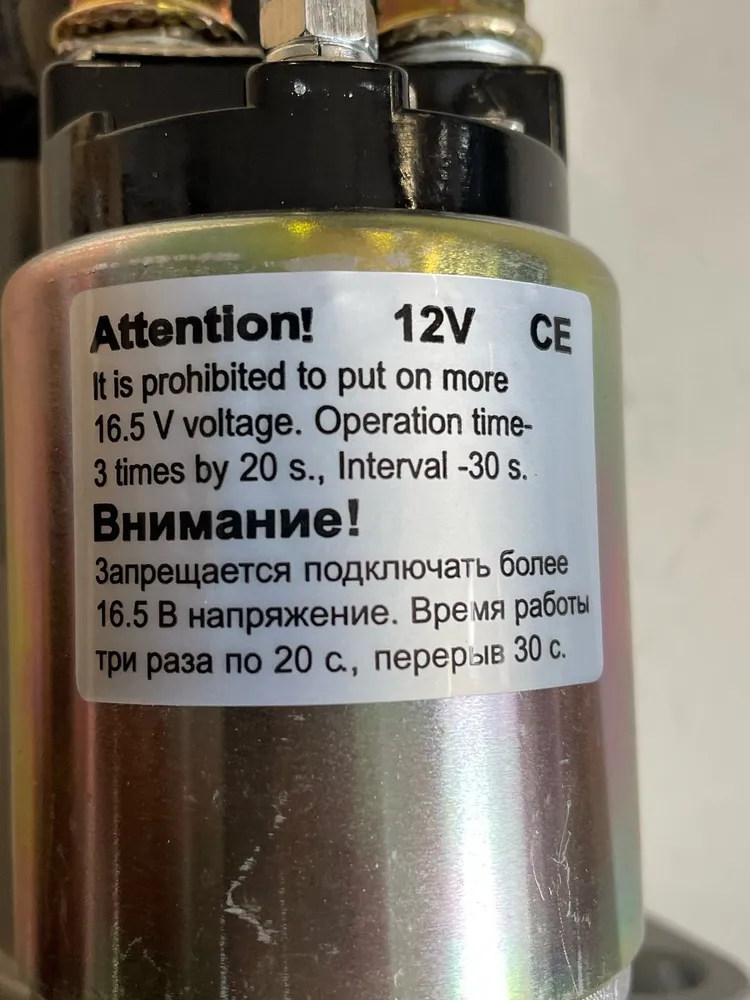 Attention! 12V CE
It is prohibited to put on more
16.5 V voltage. Operation time-
3 times by 20 s., Interval -30 s.
Внимание!
Запрещается подключать более
16.5 В напряжение. Время работы
три раза по 20 с., перерыв 30 с.